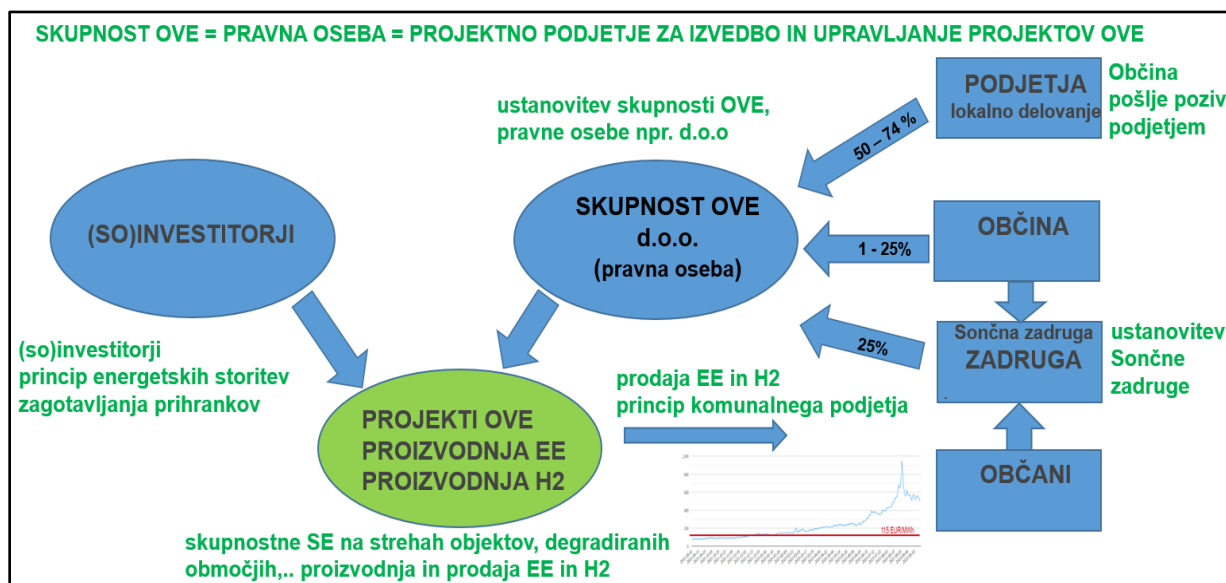 SKUPNOST OVE = PRAVNA OSEBA = PROJEKTNO PODJETJE ZA IZVEDBO IN UPRAVLJANJE PROJEKTOV OVE
ustanovitev skupnosti OVE,
pravne osebe npr. d.o.o
50 – 74 %
PODJETJA
lokalno delovanje
Občina
pošlje poziv
podjetjem
(SO)INVESTITORJI
SKUPNOST OVE
d.o.o.
(pravna oseba)
1 - 25%
OBČINA
25%
Sončna zadruga
ZADRUGA
.
ustanovitev
Sončne
zadruge
(so)investitorji
princip energetskih storitev
zagotavljanja prihrankov
PROJEKTI OVE
PROIZVODNJA EE
PROIZVODNJA H2
prodaja EE in H2
princip komunalnega podjetja
115 EUR/MWh
OBČANI
skupnostne SE na strehah objektov, degradiranih
območjih,.. proizvodnja in prodaja EE in H2